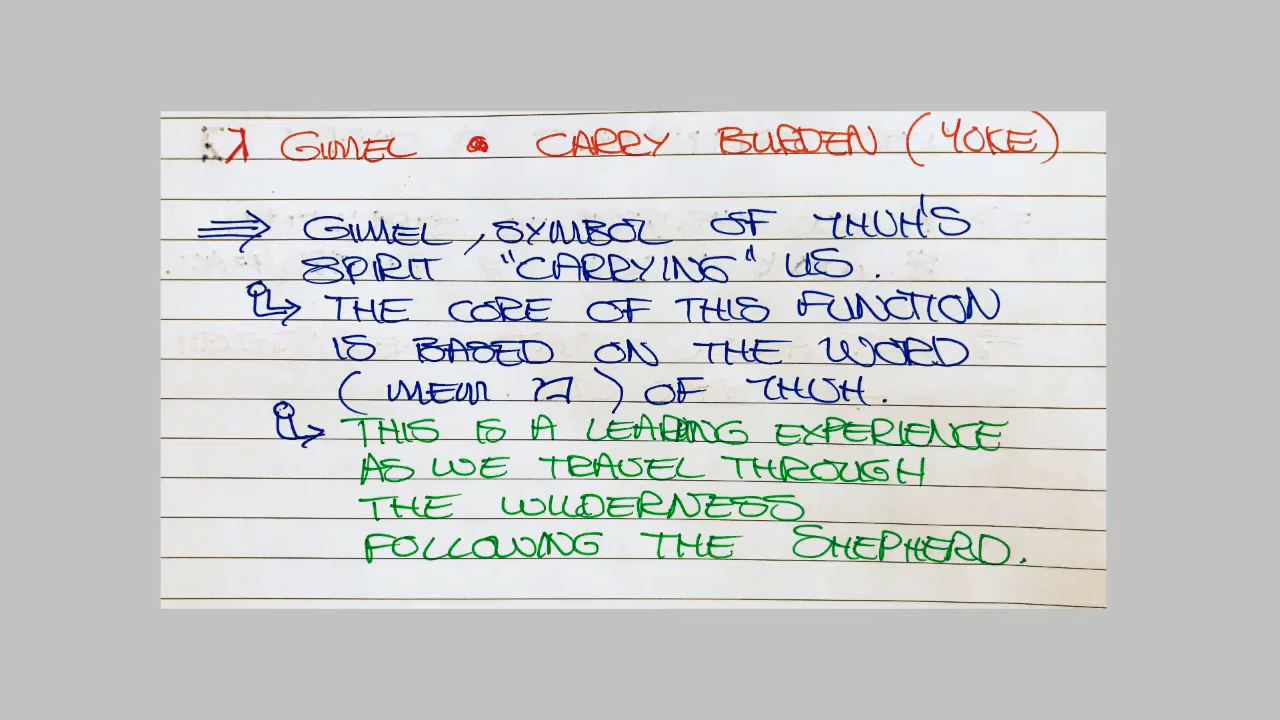 ג GIMEL • CARRY BURDEN (YOKE)
⇒ GIMEL, SYMBOL OF YHUH'S
SPIRIT "CARRYING" US.
↳ THE CORE OF THIS FUNCTION
IS BASED ON THE WORD
(MEM מ) OF YHUH.
↳ THIS IS A LEARNING EXPERIENCE
AS WE TRAVEL THROUGH
THE WILDERNESS
FOLLOWING THE SHEPHERD.